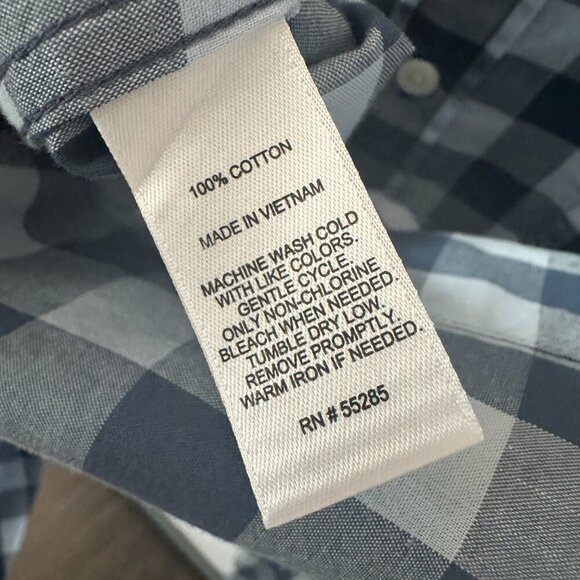 100% COTTON
MADE IN VIETNAM
MACHINE WASH COLD
WITH LIKE COLORS.
GENTLE CYCLE.
ONLY NON-CHLORINE
BLEACH WHEN NEEDED.
TUMBLE DRY LOW.
REMOVE PROMPTLY.
WARM IRON IF NEEDED.
RN # 55285